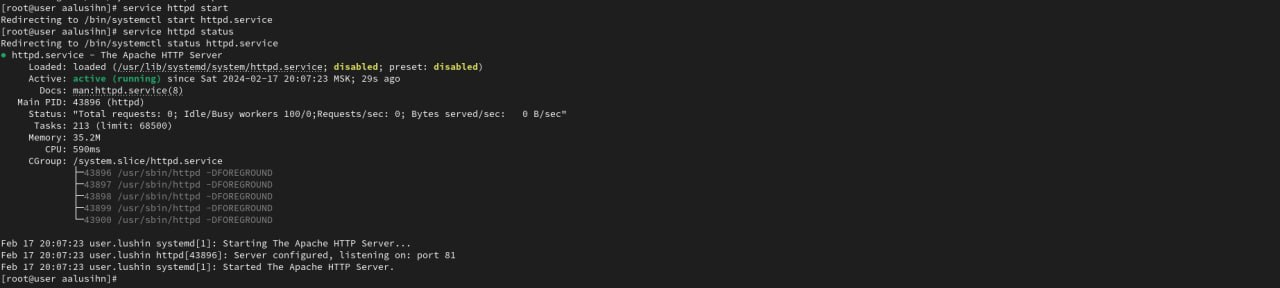 [root@user aalusihn]# service httpd start
Redirecting to /bin/systemctl start httpd.service
[root@user aalusihn]# service httpd status
Redirecting to /bin/systemctl status httpd.service
● httpd.service - The Apache HTTP Server
Loaded: loaded (/usr/lib/systemd/system/httpd.service; disabled; preset: disabled)
Active: active (running) since Sat 2024-02-17 20:07:23 MSK; 29s ago
Docs: man:httpd.service(8)
Main PID: 43896 (httpd)
Status: "Total requests: 0; Idle/Busy workers 100/0;Requests/sec: 0; Bytes served/sec:   0 B/sec"
Tasks: 213 (limit: 68500)
Memory: 35.2M
CPU: 590ms
CGroup: /system.slice/httpd.service
├─43896 /usr/sbin/httpd -DFOREGROUND
├─43897 /usr/sbin/httpd -DFOREGROUND
├─43898 /usr/sbin/httpd -DFOREGROUND
├─43899 /usr/sbin/httpd -DFOREGROUND
└─43900 /usr/sbin/httpd -DFOREGROUND
Feb 17 20:07:23 user.lushin systemd[1]: Starting The Apache HTTP Server...
Feb 17 20:07:23 user.lushin httpd[43896]: Server configured, listening on: port 81
Feb 17 20:07:23 user.lushin systemd[1]: Started The Apache HTTP Server.
[root@user aalusihn]#